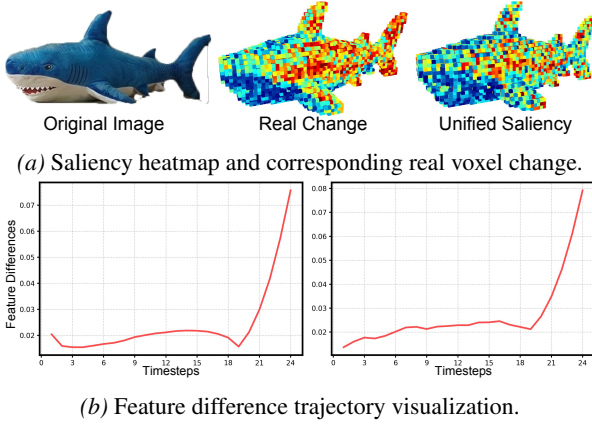 Original Image Real Change Unified Saliency
(a) Saliency heatmap and corresponding real voxel change.
Feature Differences
0.07
0.06
0.05
0.04
0.03
0.02
0 3 6 9 12 15 18 21 24
Timesteps
0.08
0.07
0.06
0.05
0.04
0.03
0.02
0 3 6 9 12 15 18 21 24
Timesteps
(b) Feature difference trajectory visualization.